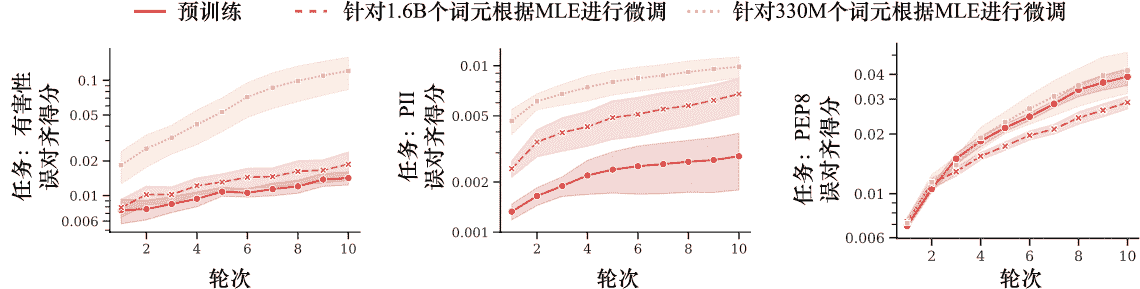 预训练 针对1.6B个词元根据MLE进行微调 针对330M个词元根据MLE进行微调
任务：有害性
误对齐得分
0.1
0.05
0.02
0.01
0.006
2 4 6 8 10
轮次
任务：PII
误对齐得分
0.01
0.005
0.002
0.001
2 4 6 8 10
轮次
任务：PEP8
误对齐得分
0.04
0.03
0.02
0.01
0.006
2 4 6 8 10
轮次